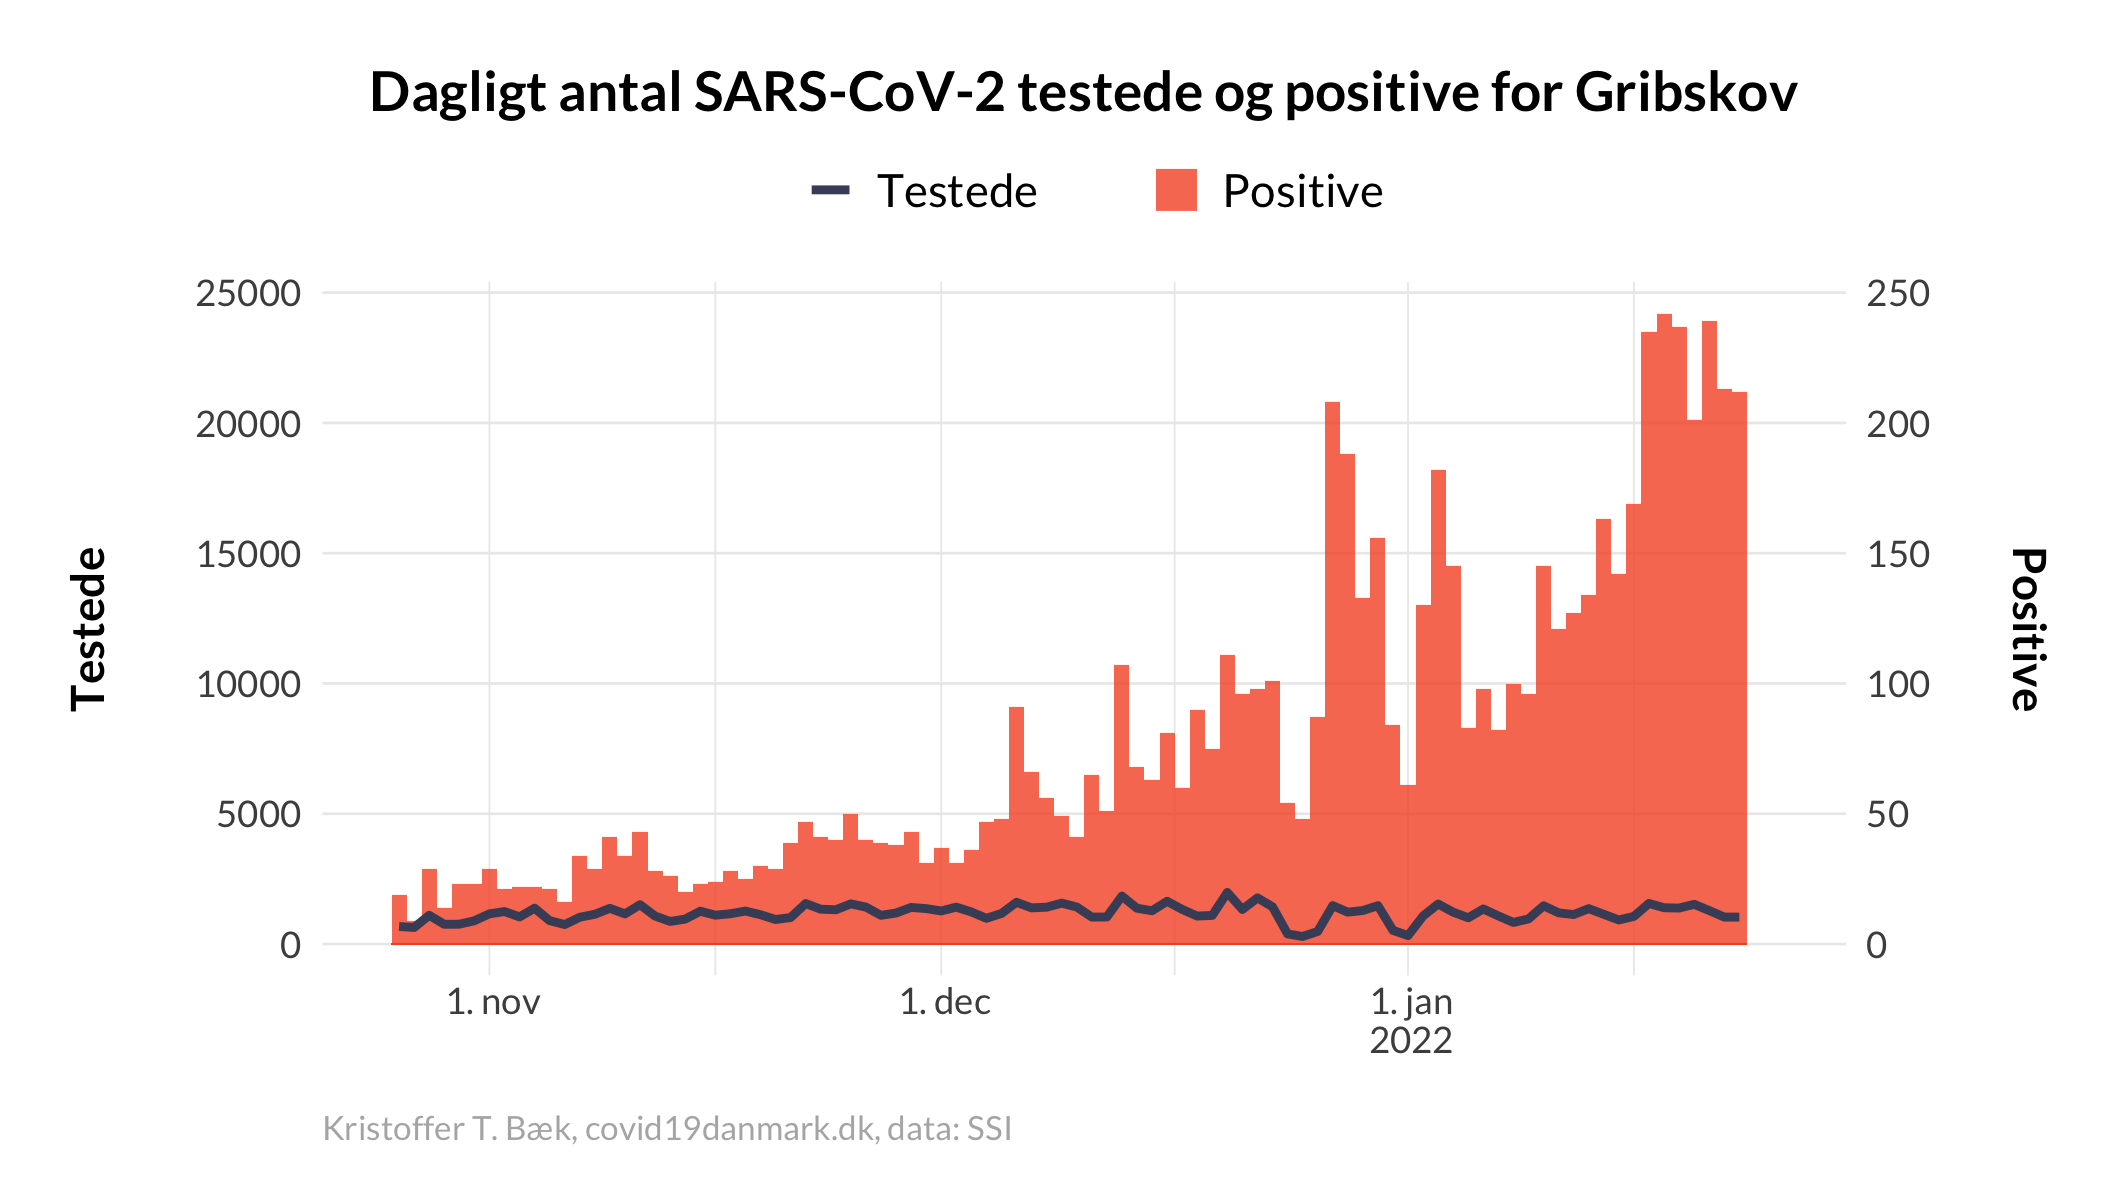 Dagligt antal SARS-CoV-2 testede og positive for Gribskov
Testede
Positive
25000
20000
15000
10000
5000
0
250
200
150
100
50
0
Testede
Positive
1. nov
1. dec
1. jan
2022
Kristoffer T. Bæk, covid19danmark.dk, data: SSI